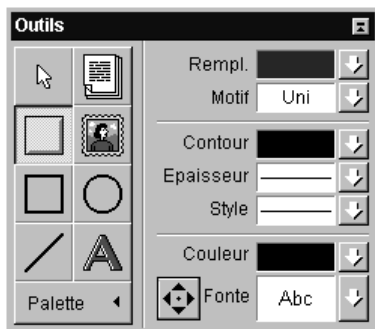 Outils
Rempl.
Motif Uni
Contour
Epaisseur
Style
Couleur
Fonte Abc
Palette